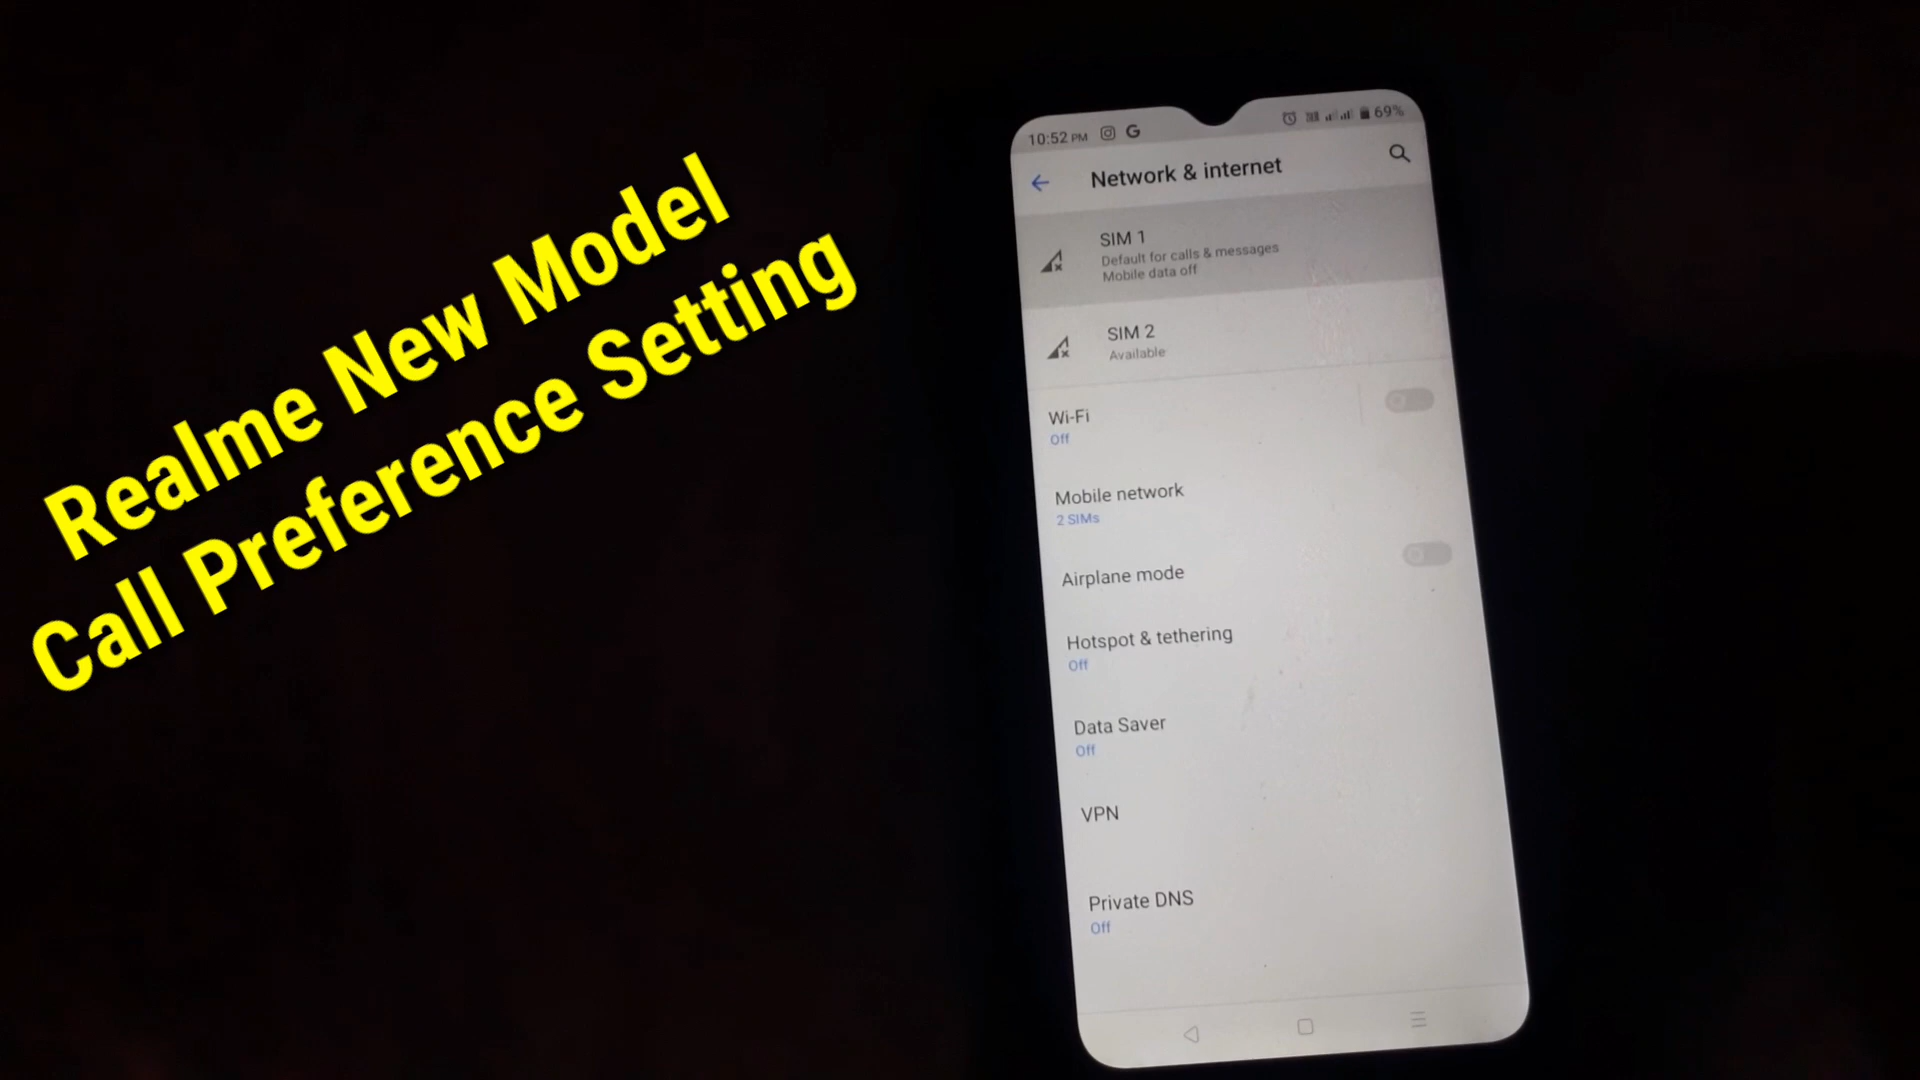 Realme New Model
Call Preference Setting
10:52 PM G
69%
Network & internet
SIM 1
Default for calls & messages
Mobile data off
SIM 2
Available
Wi-Fi
Off
Mobile network
2 SIMs
Airplane mode
Hotspot & tethering
Off
Data Saver
Off
VPN
Private DNS
Off